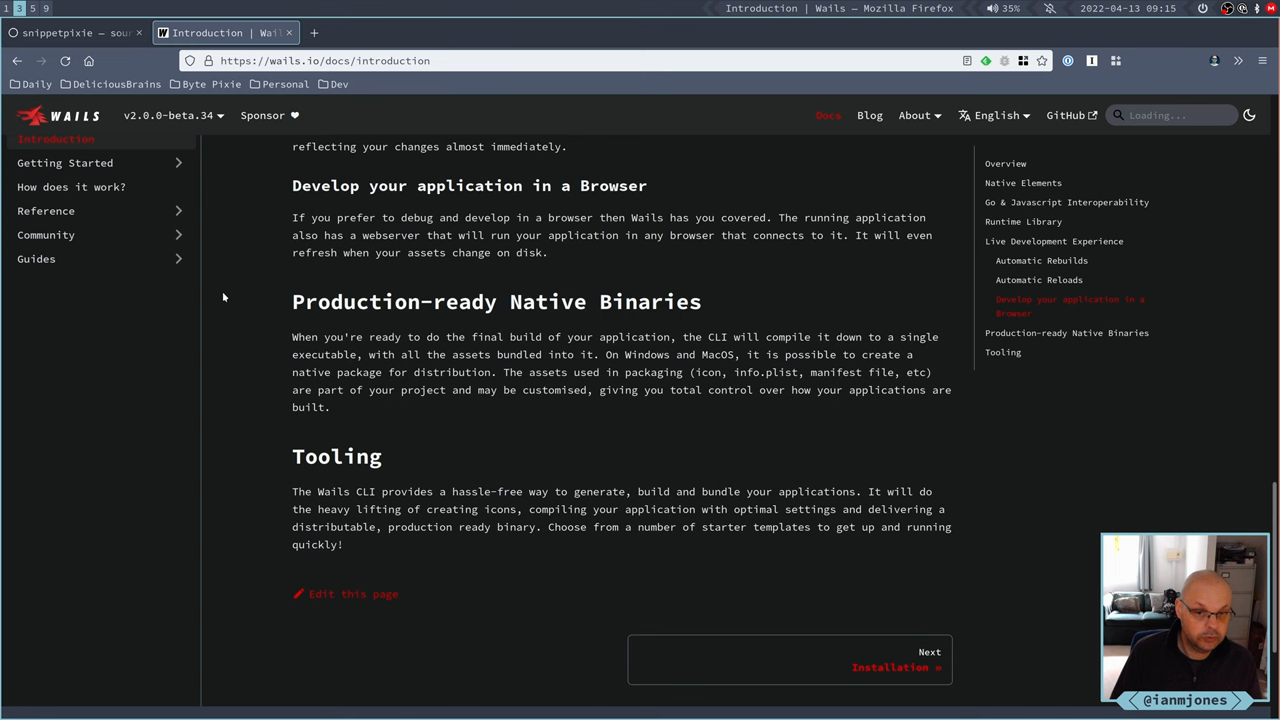 1 3 5 9
Introduction | Wails — Mozilla Firefox
35%
2022-04-13 09:15
snippetpixie — sour
Introduction | Wail
https://wails.io/docs/introduction
Daily
DeliciousBrains
Byte Pixie
Personal
Dev
WAILS
v2.0.0-beta.34
Sponsor
Docs
Blog
About
English
GitHub
Loading...
Introduction
Getting Started
How does it work?
Reference
Community
Guides
reflecting your changes almost immediately.
Develop your application in a Browser
If you prefer to debug and develop in a browser then Wails has you covered. The running application
also has a webserver that will run your application in any browser that connects to it. It will even
refresh when your assets change on disk.
Production-ready Native Binaries
When you're ready to do the final build of your application, the CLI will compile it down to a single
executable, with all the assets bundled into it. On Windows and MacOS, it is possible to create a
native package for distribution. The assets used in packaging (icon, info.plist, manifest file, etc)
are part of your project and may be customised, giving you total control over how your applications are
built.
Tooling
The Wails CLI provides a hassle-free way to generate, build and bundle your applications. It will do
the heavy lifting of creating icons, compiling your application with optimal settings and delivering a
distributable, production ready binary. Choose from a number of starter templates to get up and running
quickly!
Edit this page
Next
Installation »
Overview
Native Elements
Go & Javascript Interoperability
Runtime Library
Live Development Experience
Automatic Rebuilds
Automatic Reloads
Develop your application in a
Browser
Production-ready Native Binaries
Tooling
@ianmjones